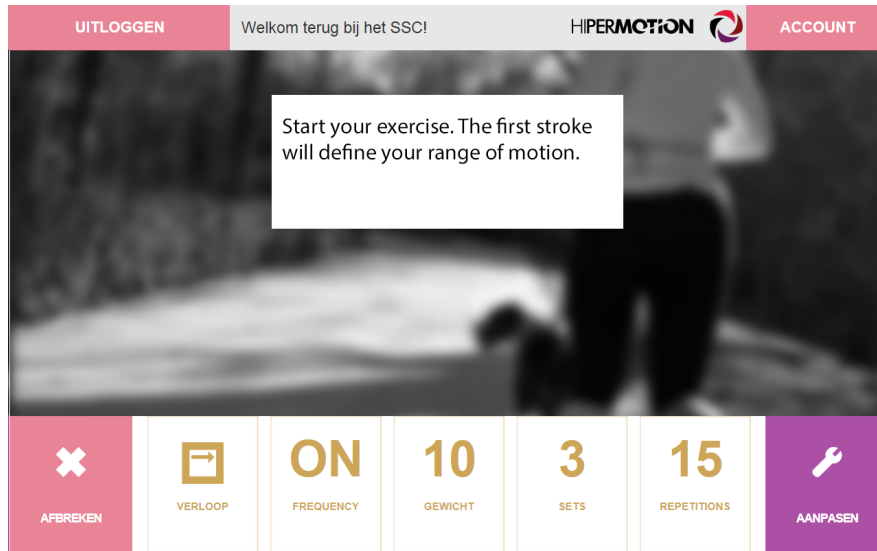 UITLOGGEN
Welkom terug bij het SSC!
HIPERMOTION
ACCOUNT
Start your exercise. The first stroke
will define your range of motion.
ON
10
3
15
AFBREKEN
VERLOOP
FREQUENCY
GEWICHT
SETS
REPETITIONS
AANPASEN